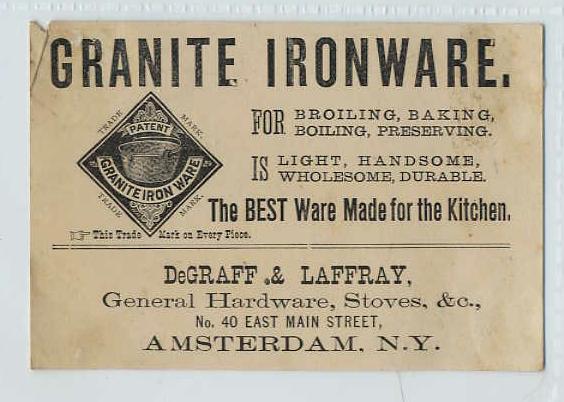 GRANITE IRONWARE.
FOR BROILING, BAKING,
BOILING, PRESERVING.
IS LIGHT, HANDSOME,
WHOLESOME, DURABLE.
The BEST Ware Made for the Kitchen.
TRADE MARK.
PATENT
GRANITE IRON WARE
TRADE MARK.
☞ This Trade Mark on Every Piece.
DeGRAFF & LAFFRAY,
General Hardware, Stoves, &c.,
No. 40 EAST MAIN STREET,
AMSTERDAM, N.Y.